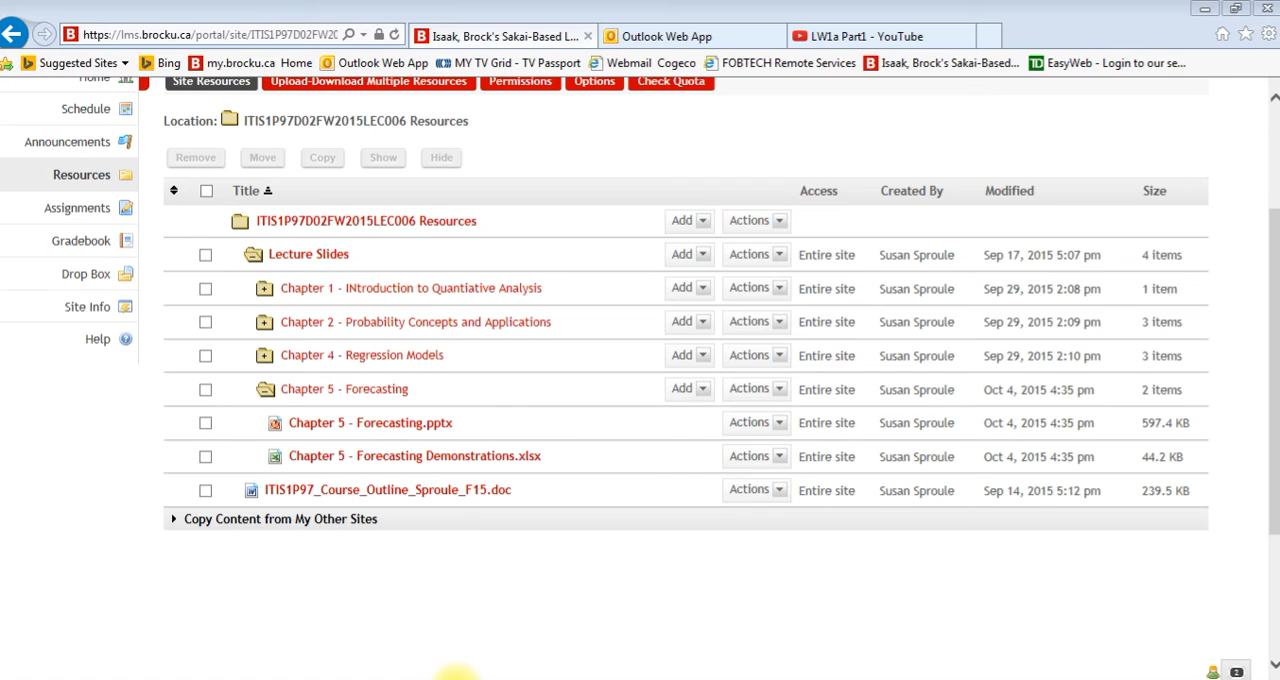 https://lms.brocku.ca/portal/site/ITIS1P97D02FW2C
Isaak, Brock's Sakai-Based L...
Outlook Web App
LW1a Part1 - YouTube
Suggested Sites
Bing
my.brocku.ca
Home
Outlook Web App
MY TV Grid - TV Passport
Webmail Cogeco
FOBTECH Remote Services
Isaak, Brock's Sakai-Based...
EasyWeb - Login to our se...
Home
Schedule
Announcements
Resources
Assignments
Gradebook
Drop Box
Site Info
Help
Site Resources
Upload-Download Multiple Resources
Permissions
Options
Check Quota
Location: ITIS1P97D02FW2015LEC006 Resources
Remove Move Copy Show Hide
Title Access Created By Modified Size
ITIS1P97D02FW2015LEC006 Resources Add Actions
Lecture Slides Add Actions Entire site Susan Sproule Sep 17, 2015 5:07 pm 4 items
Chapter 1 - INtroduction to Quantiative Analysis Add Actions Entire site Susan Sproule Sep 29, 2015 2:08 pm 1 item
Chapter 2 - Probability Concepts and Applications Add Actions Entire site Susan Sproule Sep 29, 2015 2:09 pm 3 items
Chapter 4 - Regression Models Add Actions Entire site Susan Sproule Sep 29, 2015 2:10 pm 3 items
Chapter 5 - Forecasting Add Actions Entire site Susan Sproule Oct 4, 2015 4:35 pm 2 items
Chapter 5 - Forecasting.pptx Actions Entire site Susan Sproule Oct 4, 2015 4:35 pm 597.4 KB
Chapter 5 - Forecasting Demonstrations.xlsx Actions Entire site Susan Sproule Oct 4, 2015 4:35 pm 44.2 KB
ITIS1P97_Course_Outline_Sproule_F15.doc Actions Entire site Susan Sproule Sep 14, 2015 5:12 pm 239.5 KB
Copy Content from My Other Sites
2